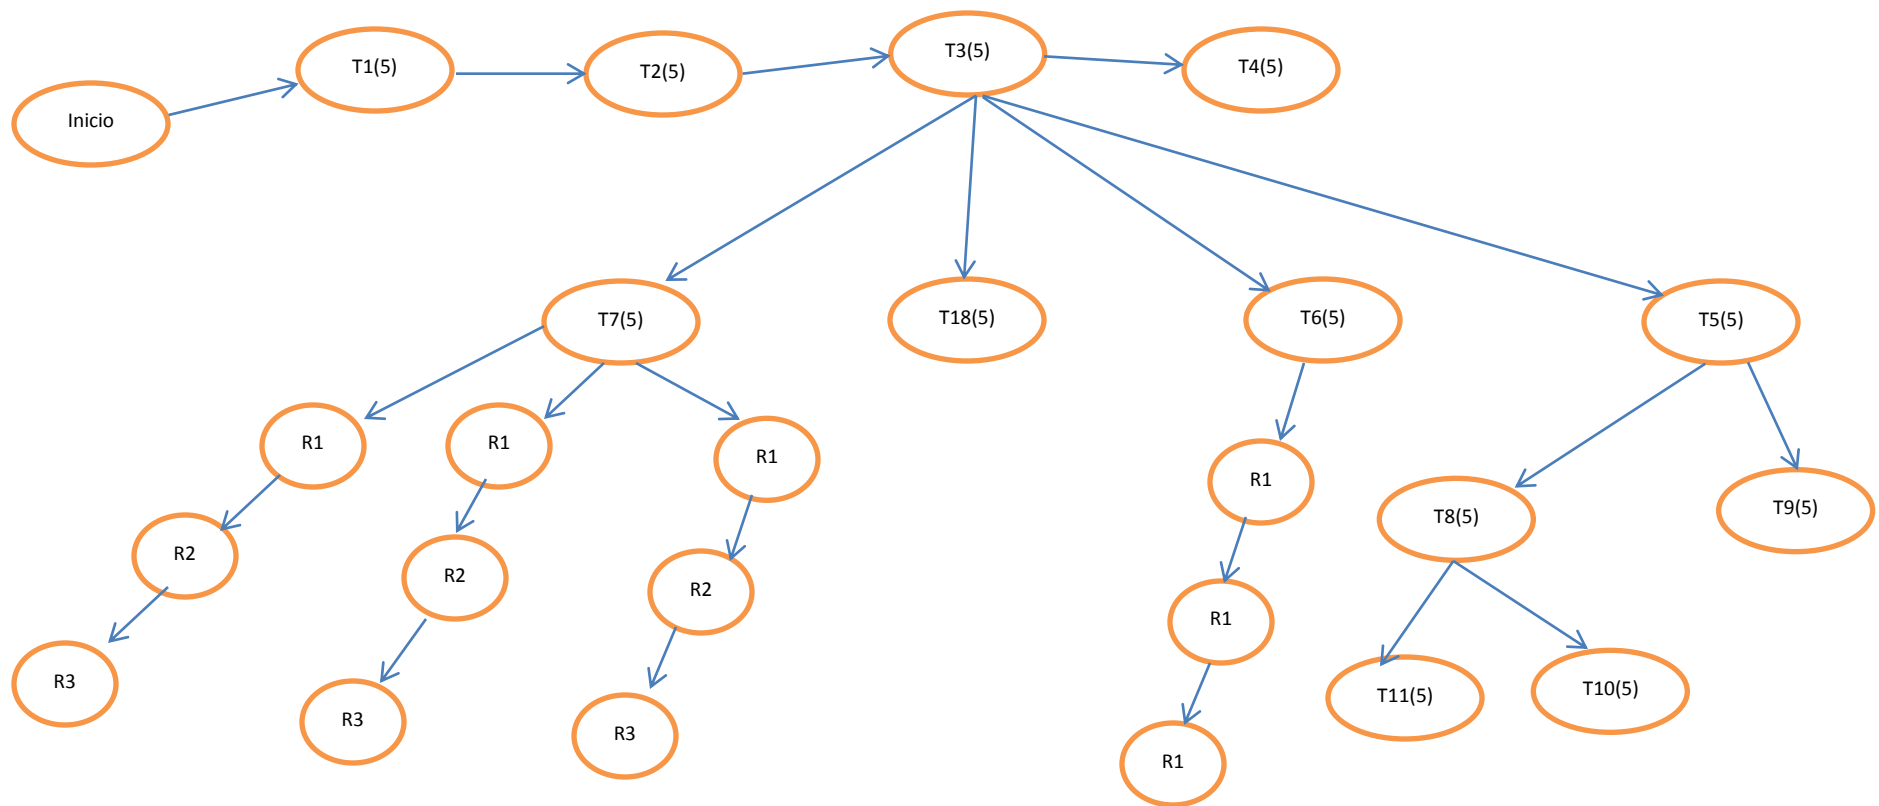 Inicio
T1(5)
T2(5)
T3(5)
T4(5)
T7(5)
T18(5)
T6(5)
T5(5)
R1
R1
R1
R1
T8(5)
T9(5)
R2
R2
R2
R1
T11(5)
T10(5)
R3
R3
R3
R1